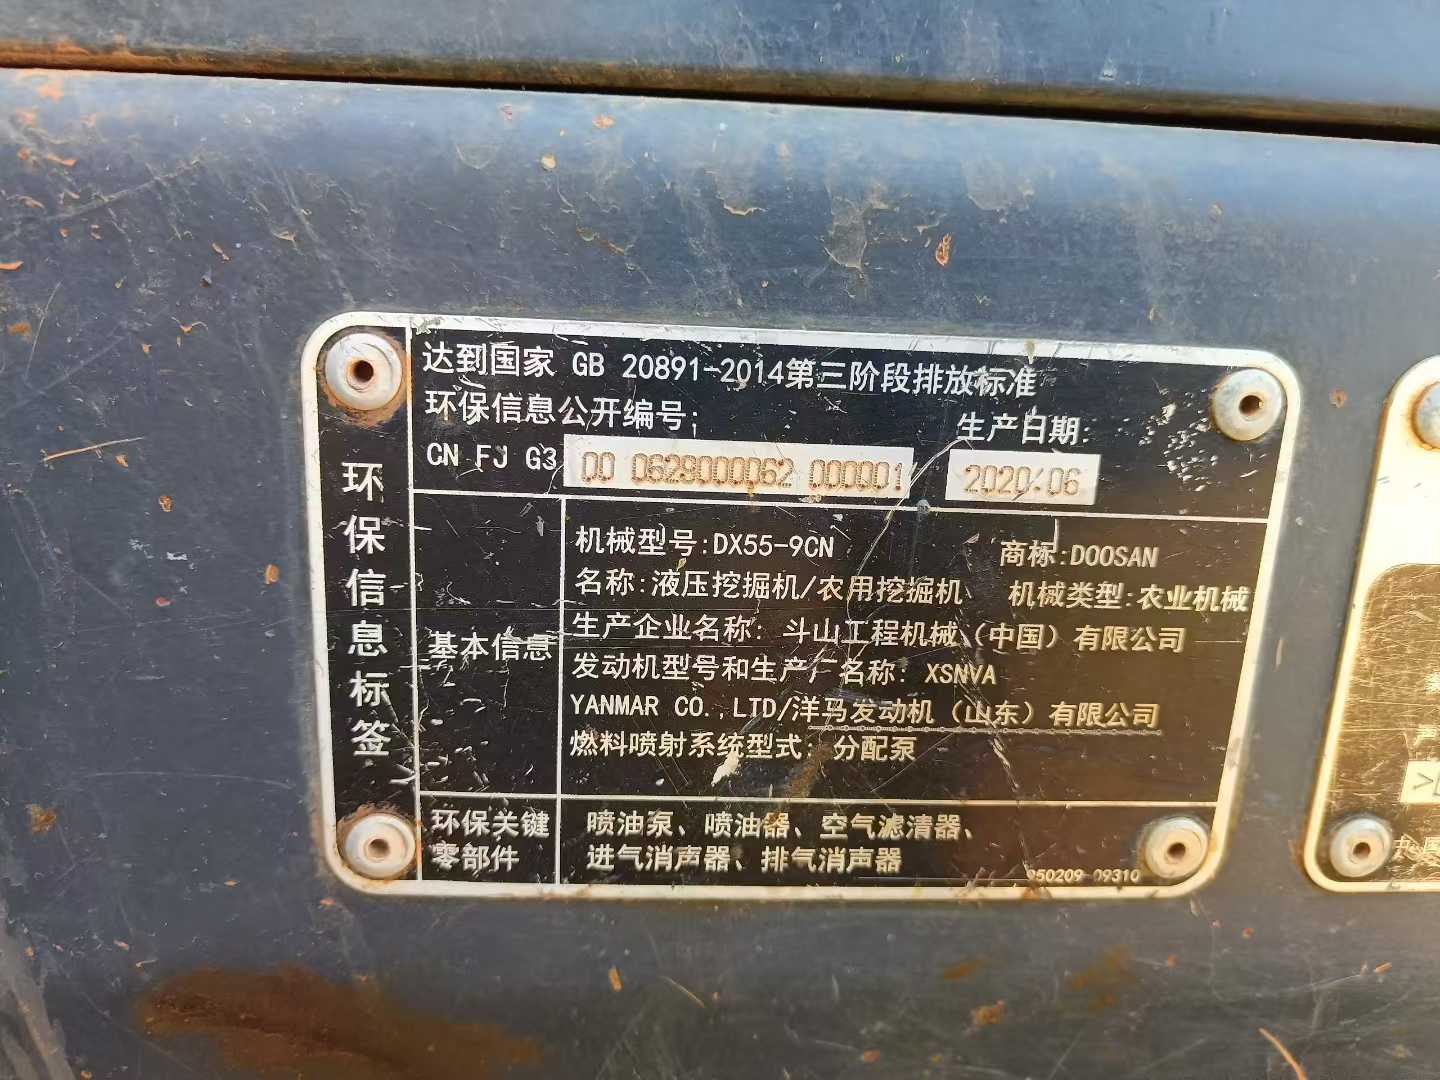 达到国家 GB 20891-2014第三阶段排放标准
环保信息公开编号:
生产日期:
CN FJ G3 00 0628000062 000001 2020.06
环保信息标签
基本信息
机械型号:DX55-9CN 商标:DOOSAN
名称:液压挖掘机/农用挖掘机 机械类型:农业机械
生产企业名称: 斗山工程机械(中国)有限公司
发动机型号和生产厂名称: XSNVA
YANMAR CO.,LTD/洋马发动机(山东)有限公司
燃料喷射系统型式: 分配泵
环保关键
零部件
喷油泵、喷油器、空气滤清器、
进气消声器、排气消声器
950209-09310